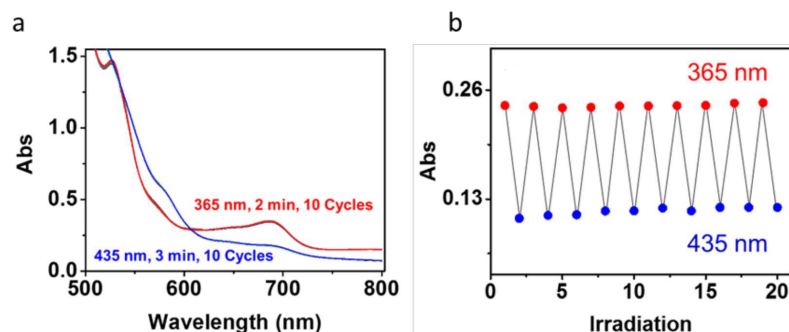 a
1.5
1.0
0.5
0.0
Abs
365 nm, 2 min, 10 Cycles
435 nm, 3 min, 10 Cycles
500 600 700 800
Wavelength (nm)
b
0.26
0.13
Abs
365 nm
435 nm
0 5 10 15 20
Irradiation